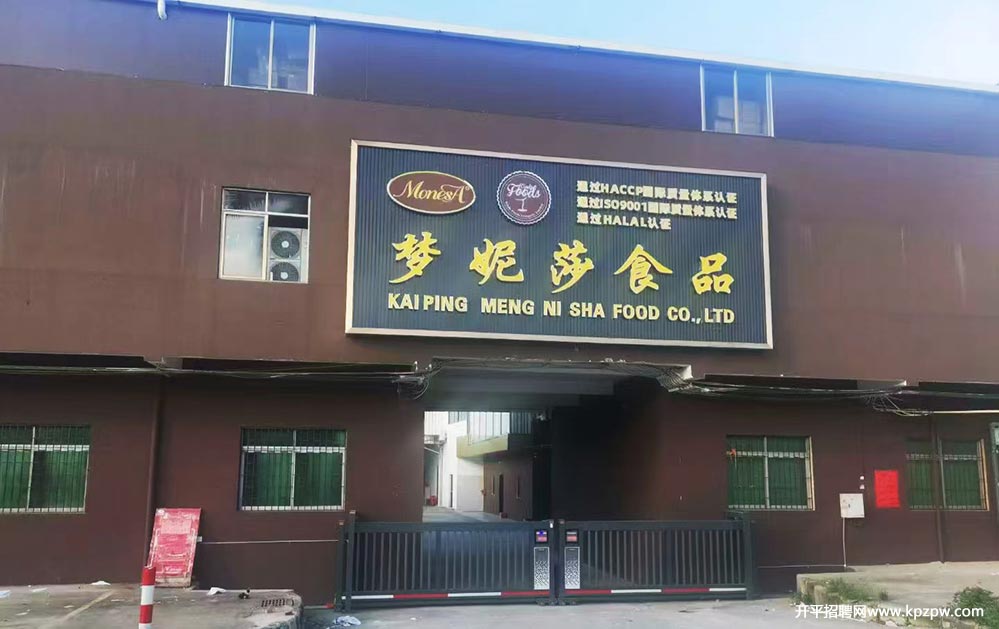 MonesA®
Foods
通过HACCP国际质量体系认证
通过ISO9001国际质量体系认证
通过HALAL认证
梦妮莎食品
KAIPING MENG NI SHA FOOD CO.,LTD
开平招聘网www.kpzpw.com